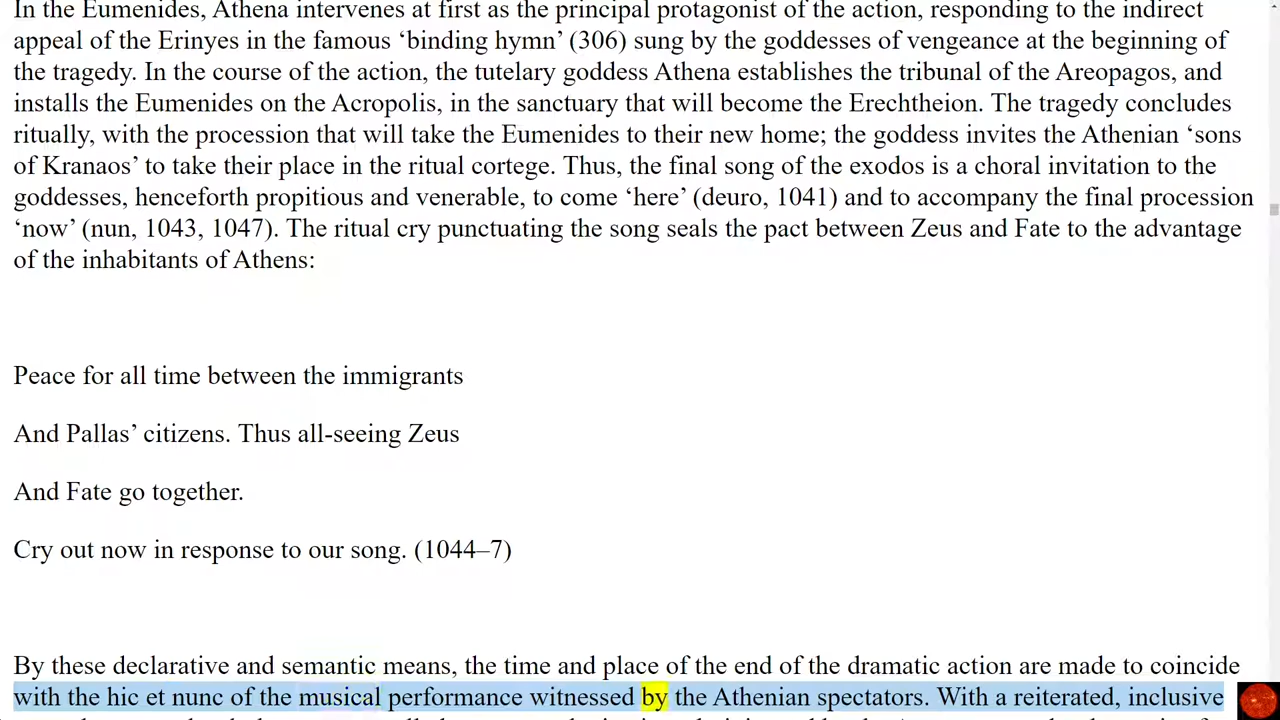 In the Eumenides, Athena intervenes at first as the principal protagonist of the action, responding to the indirect
appeal of the Erinyes in the famous ‘binding hymn’ (306) sung by the goddesses of vengeance at the beginning of
the tragedy. In the course of the action, the tutelary goddess Athena establishes the tribunal of the Areopagos, and
installs the Eumenides on the Acropolis, in the sanctuary that will become the Erechtheion. The tragedy concludes
ritually, with the procession that will take the Eumenides to their new home; the goddess invites the Athenian ‘sons
of Kranaos’ to take their place in the ritual cortege. Thus, the final song of the exodos is a choral invitation to the
goddesses, henceforth propitious and venerable, to come ‘here’ (deuro, 1041) and to accompany the final procession
‘now’ (nun, 1043, 1047). The ritual cry punctuating the song seals the pact between Zeus and Fate to the advantage
of the inhabitants of Athens:
Peace for all time between the immigrants
And Pallas’ citizens. Thus all-seeing Zeus
And Fate go together.
Cry out now in response to our song. (1044–7)
By these declarative and semantic means, the time and place of the end of the dramatic action are made to coincide
with the hic et nunc of the musical performance witnessed by the Athenian spectators. With a reiterated, inclusive